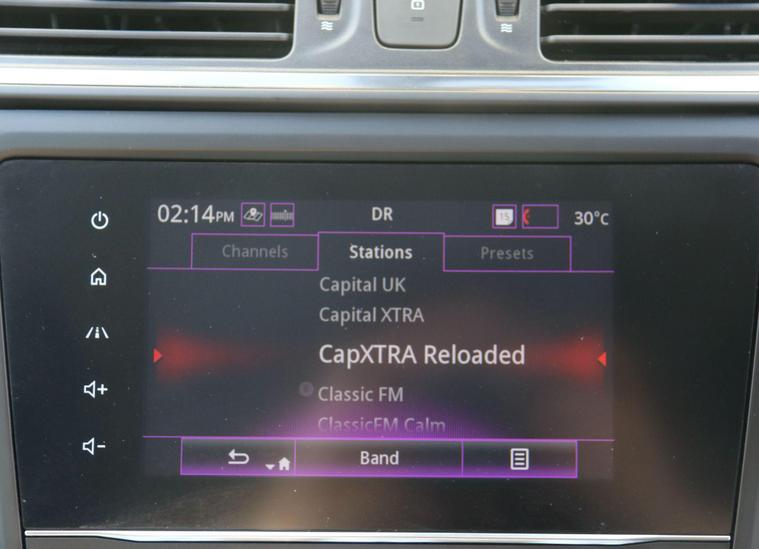 02:14PM DR 15 30°C
Channels Stations Presets
Capital UK
Capital XTRA
CapXTRA Reloaded
Classic FM
ClassicFM Calm
Band